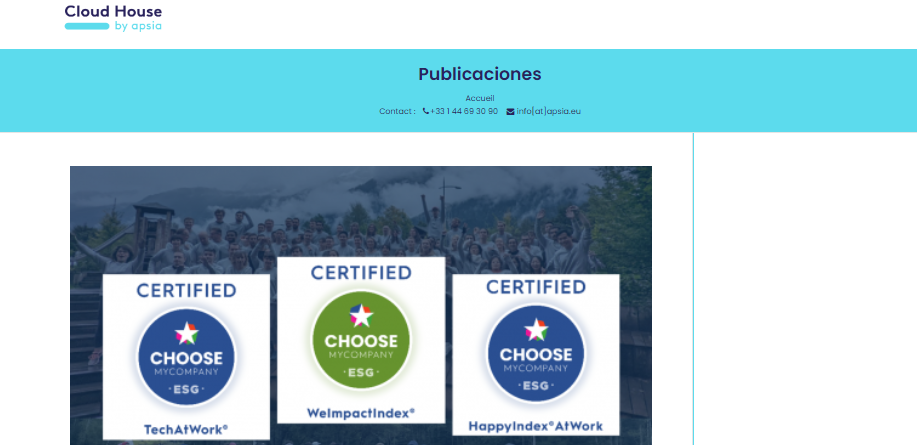 Cloud House
by apsia
Publicaciones
Accueil
Contact : +33 1 44 69 30 90 info[at]apsia.eu
CERTIFIED
CHOOSE
MYCOMPANY
· ESG ·
TechAtWork®
CERTIFIED
CHOOSE
MYCOMPANY
· ESG ·
WeImpactIndex®
CERTIFIED
CHOOSE
MYCOMPANY
· ESG ·
HappyIndex®AtWork